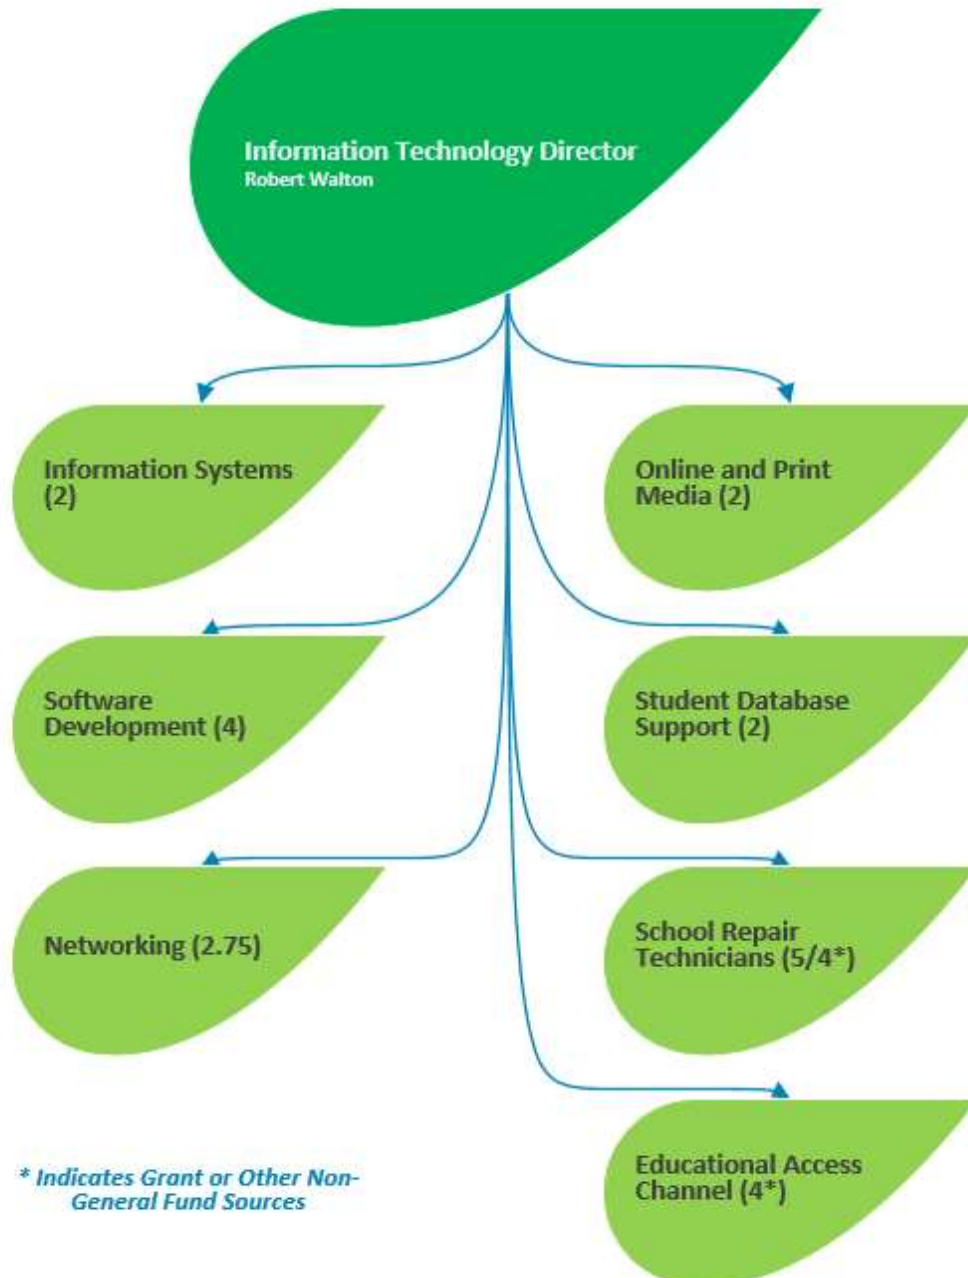 Information Technology Director
Robert Walton
Information Systems
(2)
Online and Print
Media (2)
Software
Development (4)
Student Database
Support (2)
Networking (2.75)
School Repair
Technicians (5/4*)
Educational Access
Channel (4*)
* Indicates Grant or Other Non-
General Fund Sources